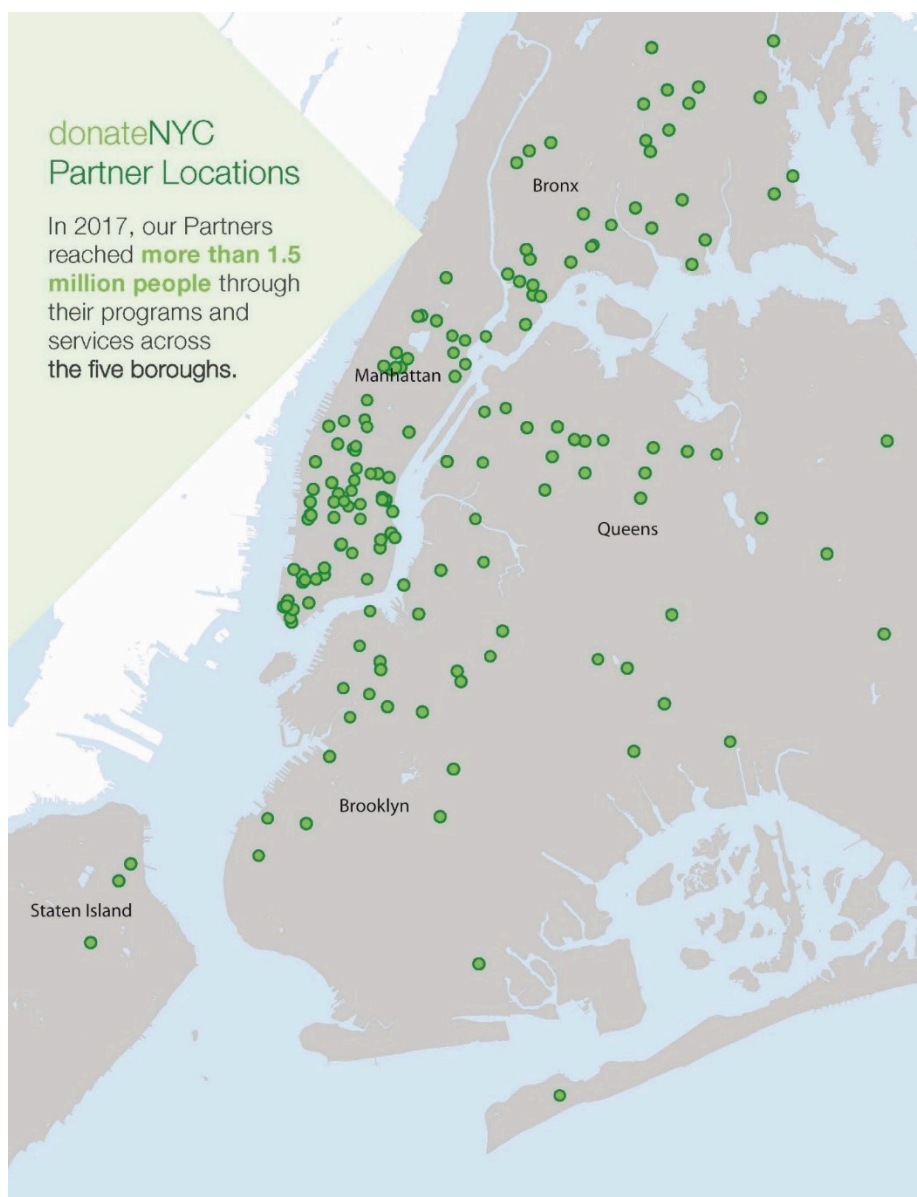 donateNYC
Partner Locations
In 2017, our Partners
reached more than 1.5
million people through
their programs and
services across
the five boroughs.
Bronx
Manhattan
Queens
Brooklyn
Staten Island